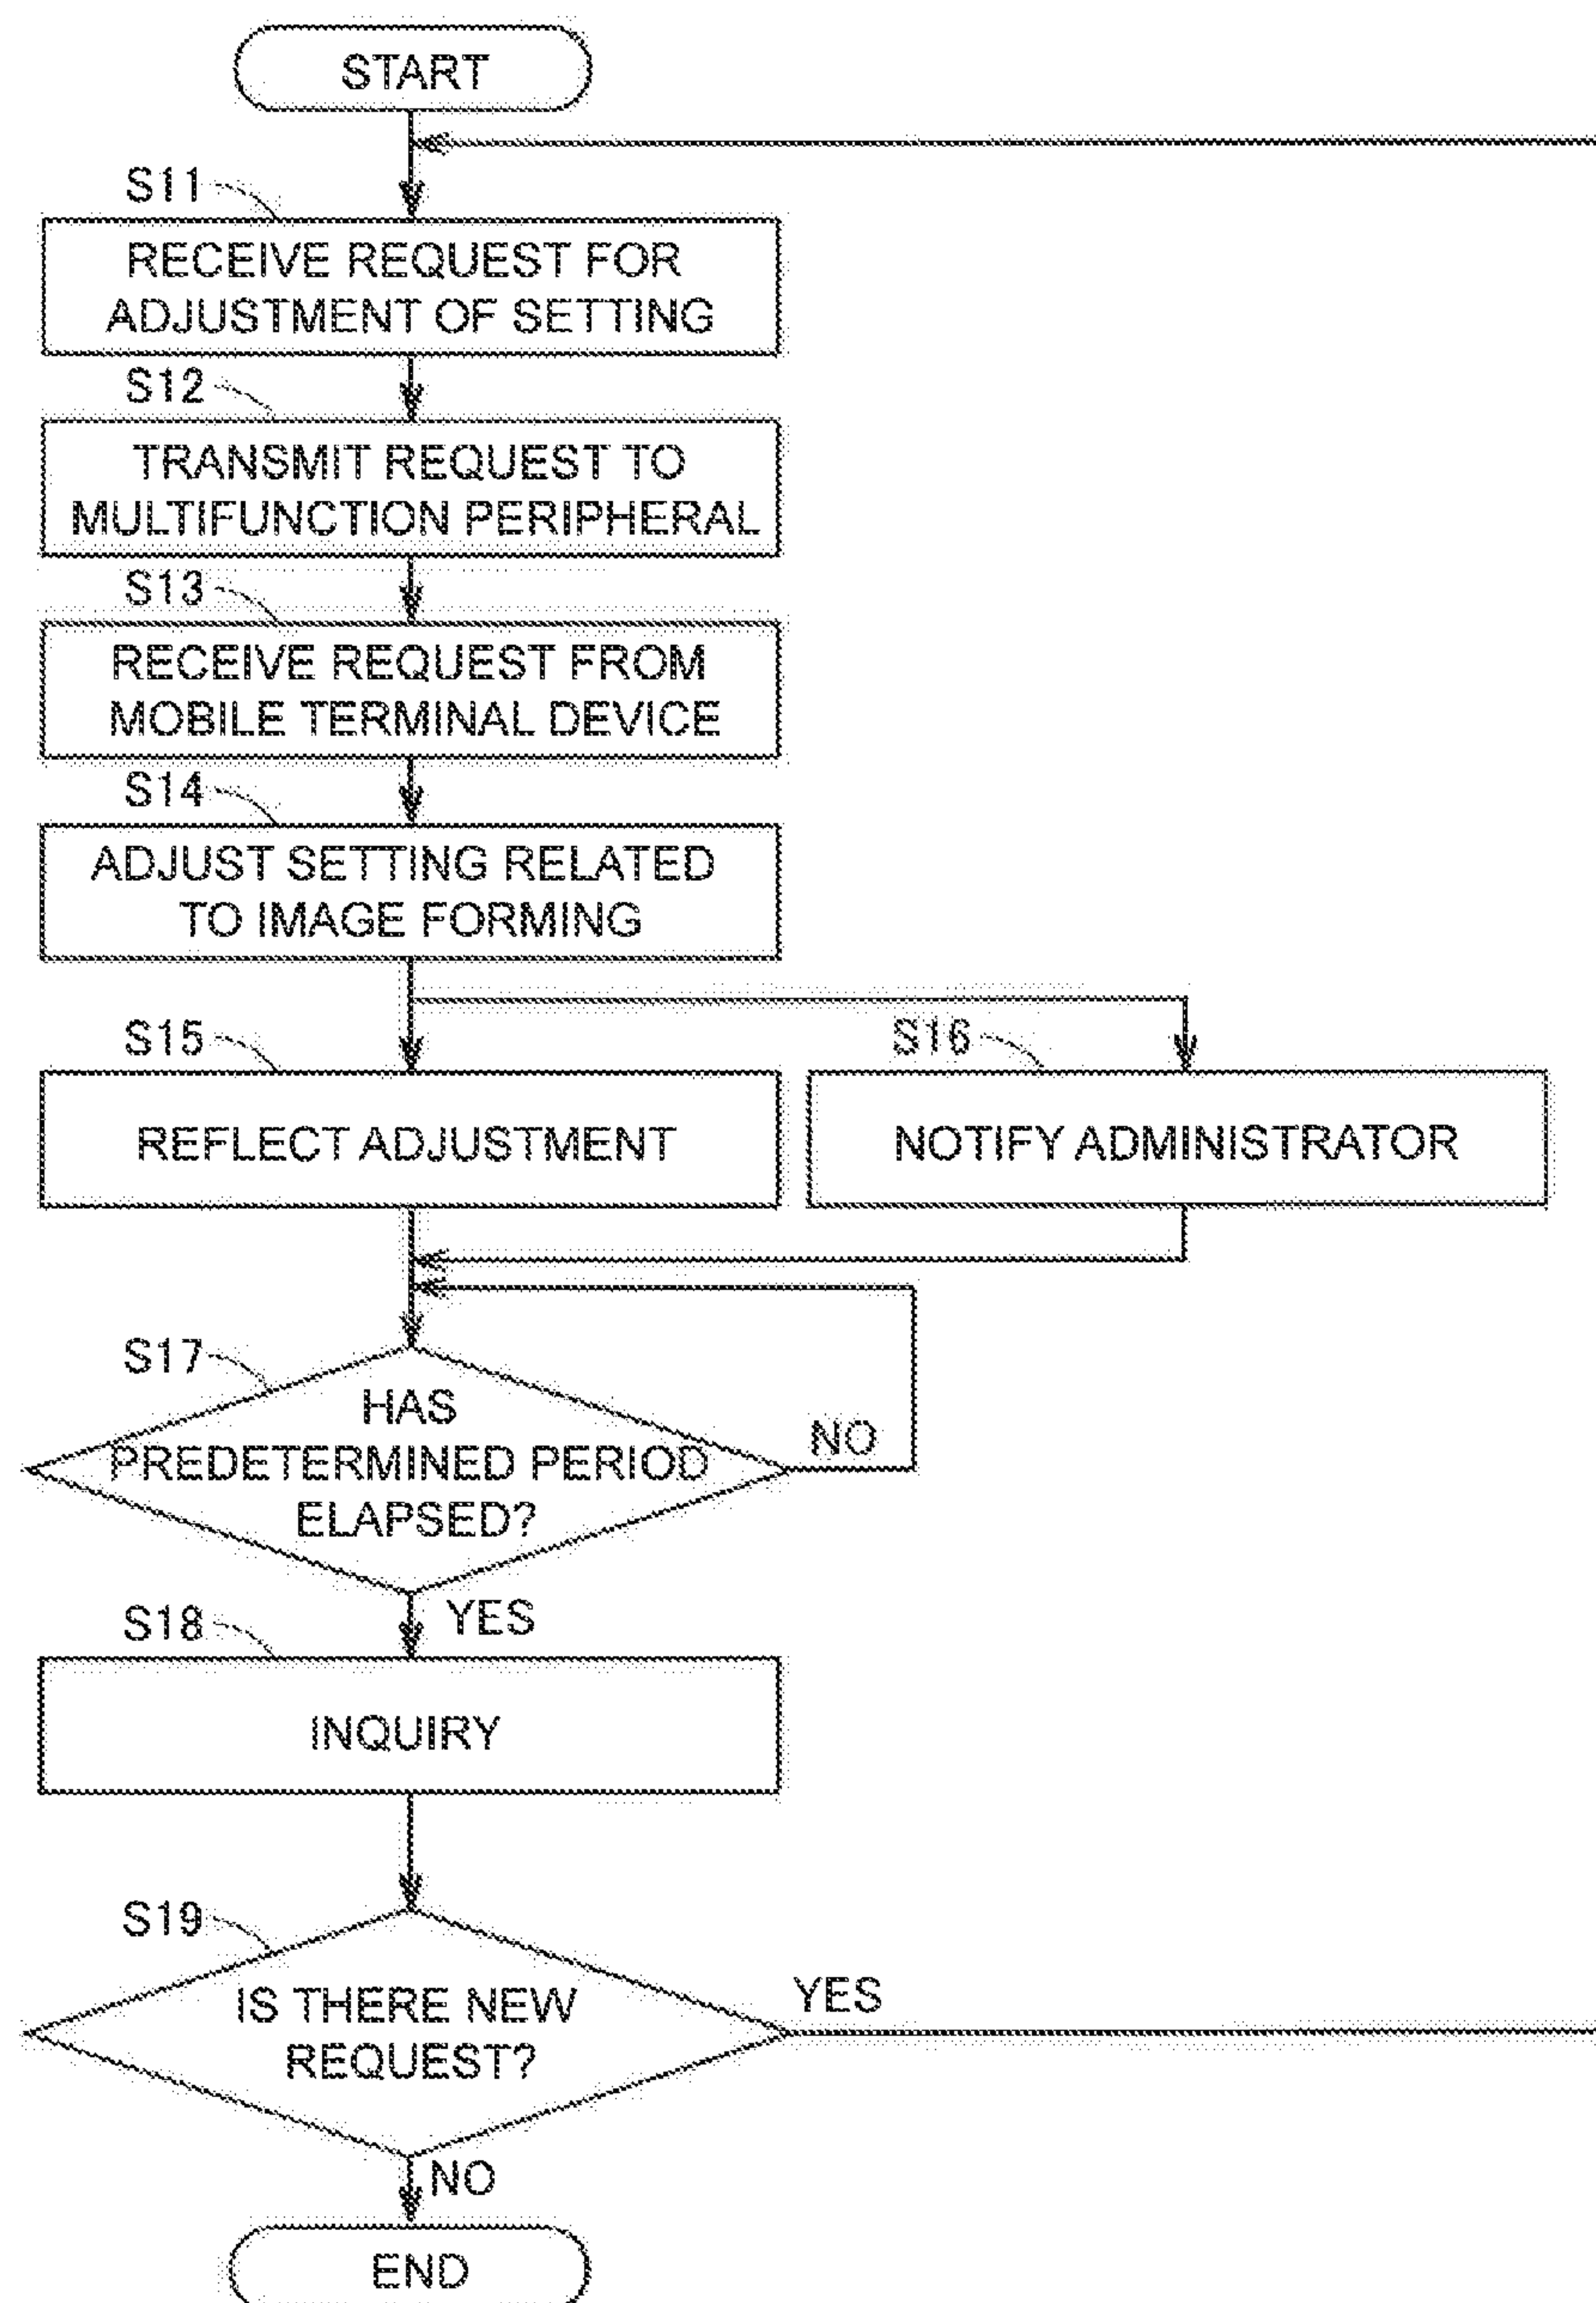 START
S11
RECEIVE REQUEST FOR
ADJUSTMENT OF SETTING
S12
TRANSMIT REQUEST TO
MULTIFUNCTION PERIPHERAL
S13
RECEIVE REQUEST FROM
MOBILE TERMINAL DEVICE
S14
ADJUST SETTING RELATED
TO IMAGE FORMING
S15
REFLECT ADJUSTMENT
S16
NOTIFY ADMINISTRATOR
S17
HAS
PREDETERMINED PERIOD
ELAPSED?
NO
YES
S18
INQUIRY
S19
IS THERE NEW
REQUEST?
YES
NO
END